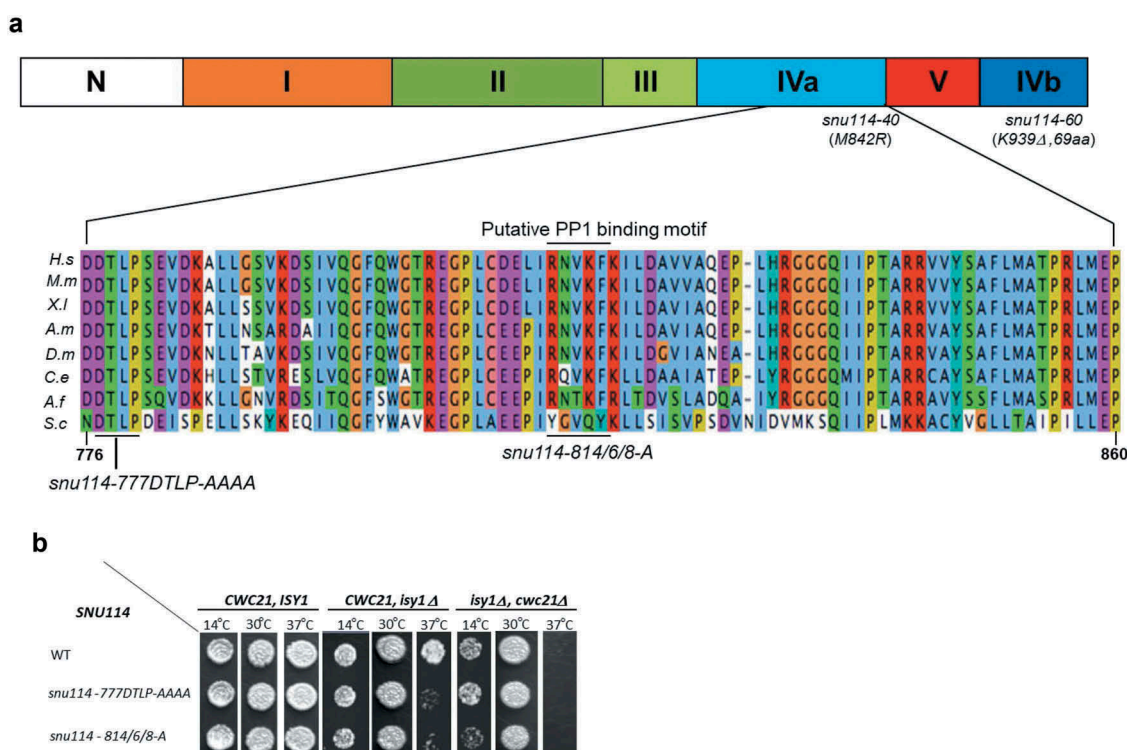 a
N I II III IVa V IVb
snu114-40 snu114-60
(M842R) (K939Δ,69aa)
Putative PP1 binding motif
H.s DDTLPSEVDKALLGSVKDSIVQGFQWGTREGPLCDELIRNVKFKILDAVVAQEP-LHRGGGQIIPTARRVVYSAFLMATPRLMEP
M.m DDTLPSEVDKALLGSVKDSIVQGFQWGTREGPLCDELIRNVKFKILDAVVAQEP-LHRGGGQIIPTARRVVYSAFLMATPRLMEP
X.l DDTLPSEVDKALLSSVKDSIVQGFQWGTREGPLCDELIRNVKFKILDAVVAQEP-LHRGGGQIIPTARRVVYSAFLMATPRLMEP
A.m DDTLPSEVDKTLLNSARDAIIQGFQWGTREGPLCEEPIRNVKFKILDAVIAQEP-LHRGGGQIIPTARRVAYSAFLMATPRLMEP
D.m DDTLPSEVDKNLLTAVKDSIVQGFQWGTREGPLCEEPIRNVKFKILDGVIANEA-LHRGGGQIIPTARRVAYSAFLMATPRLMEP
C.e DDTLPSEVDKHLLSTVRESLVQGFQWATREGPLCEEPIRQVKFKLLDAAIATEP-LYRGGGQMIPTARRCAYSAFLMATPRLMEP
A.f DDTLPSQVDKKLLGNVRDSITQGFSWGTREGPLCEEPIRNTKFRLTDVSLADQA-IYRGGGQIIPTARRVAYSSFLMASPRLMEP
S.c NDTLPDEISPELLSKYKEQIIQGFYWAVKEGPLAEEPIYGVQYKLLSISVPSDVNIDVMKSQIIPLMKKACYVGLLTAIPILLEP
776 snu114-814/6/8-A 860
snu114-777DTLP-AAAA
b
SNU114 CWC21, ISY1 CWC21, isy1Δ isy1Δ, cwc21Δ
14°C 30°C 37°C 14°C 30°C 37°C 14°C 30°C 37°C
WT
snu114-777DTLP-AAAA
snu114-814/6/8-A